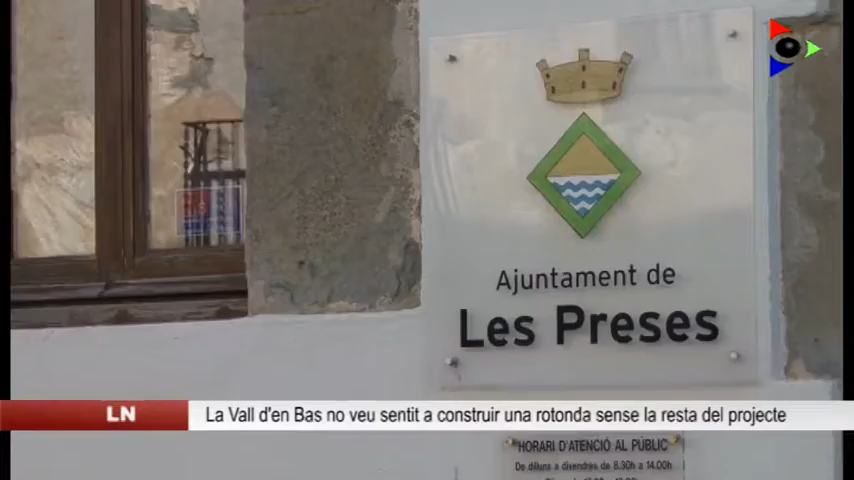 Ajuntament de
Les Preses
LN
La Vall d'en Bas no veu sentit a construir una rotonda sense la resta del projecte
HORARI D'ATENCIÓ AL PÚBLIC
De dilluns a divendres de 8.30h a 14.00h